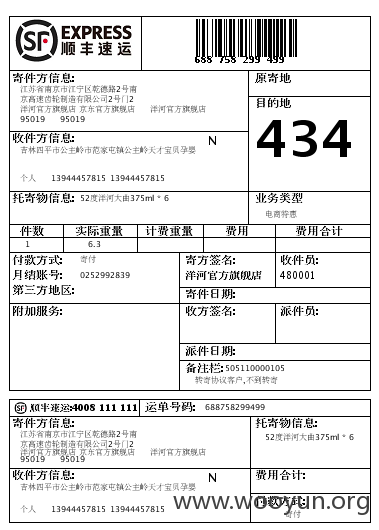 SF EXPRESS
顺丰速运
688 758 299 499
寄件方信息:
江苏省南京市江宁区乾德路2号南
京高速齿轮制造有限公司2号门2
洋河官方旗舰店 京东官方旗舰店 洋河官方旗舰店
95019 95019
原寄地
目的地
434
收件方信息: N
吉林四平市公主岭市范家屯镇公主岭天才宝贝孕婴
个人 13944457815 13944457815
托寄物信息: 52度洋河大曲375ml * 6
业务类型
电商特惠
件数 实际重量 计费重量 费用 费用合计
1 6.3
付款方式: 寄付
月结账号: 0252992839
第三方地区:
寄方签名:
洋河官方旗舰店
收件员:
480001
寄件日期:
附加服务:
收方签名:
派件员:
派件日期:
备注栏: 505110000105
转寄协议客户,不到转寄
SF 顺丰速运:4008 111 111 运单号码: 688758299499
寄件方信息:
江苏省南京市江宁区乾德路2号南
京高速齿轮制造有限公司2号门2
洋河官方旗舰店 京东官方旗舰店 洋河官方旗舰店
95019 95019
托寄物信息:
52度洋河大曲375ml * 6
收件方信息: N
吉林四平市公主岭市范家屯镇公主岭天才宝贝孕婴
个人 13944457815 13944457815
费用合计:
付款方式:
寄付
www.wooyun.org